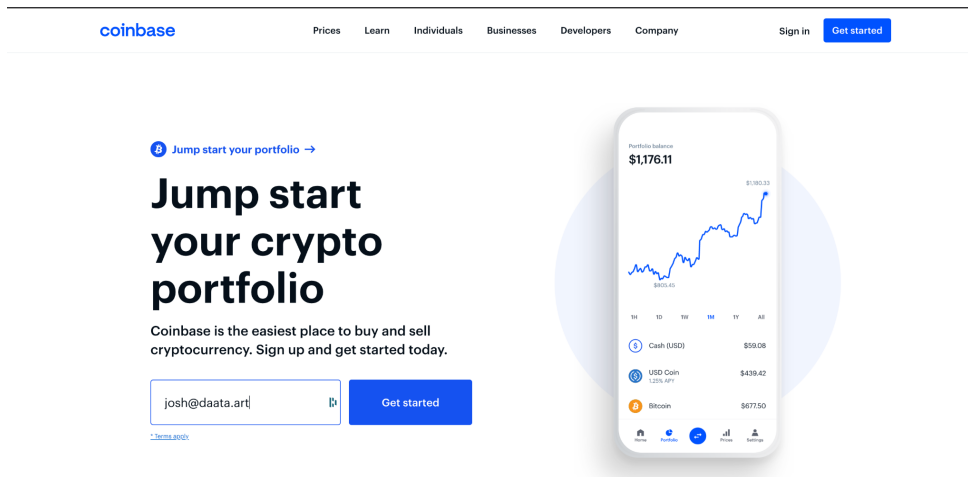 coinbase
Prices Learn Individuals Businesses Developers Company
Sign in Get started
Jump start your portfolio →
Jump start
your crypto
portfolio
Coinbase is the easiest place to buy and sell
cryptocurrency. Sign up and get started today.
josh@daata.art
Get started
* Terms apply
Portfolio balance
$1,176.11
$1,180.33
$805.45
1H 1D 1W 1M 1Y All
Cash (USD) $59.08
USD Coin $439.42
1.25% APY
Bitcoin $677.50
Home Portfolio Prices Settings